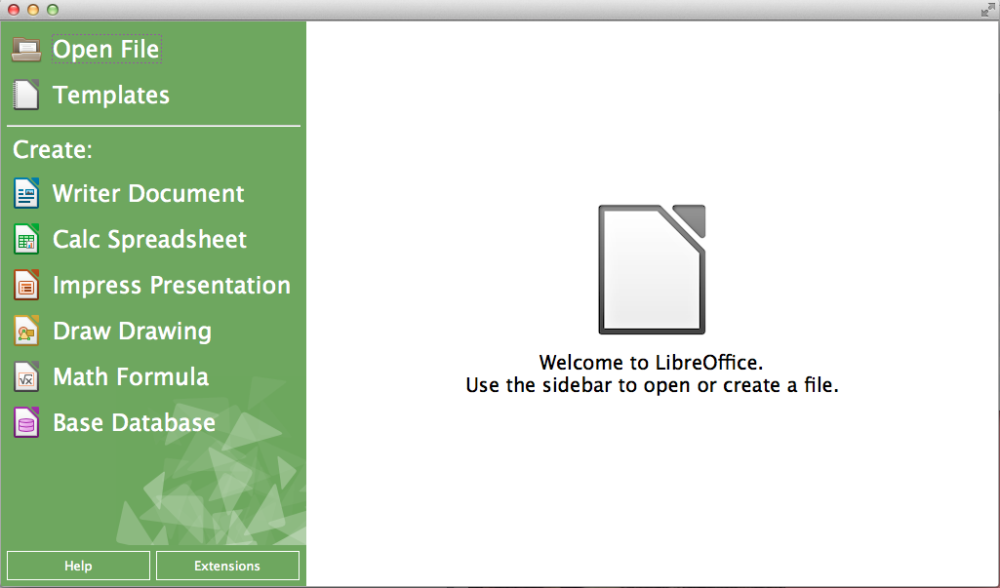 Open File
Templates
Create:
Writer Document
Calc Spreadsheet
Impress Presentation
Draw Drawing
Math Formula
Base Database
Help
Extensions
Welcome to LibreOffice.
Use the sidebar to open or create a file.